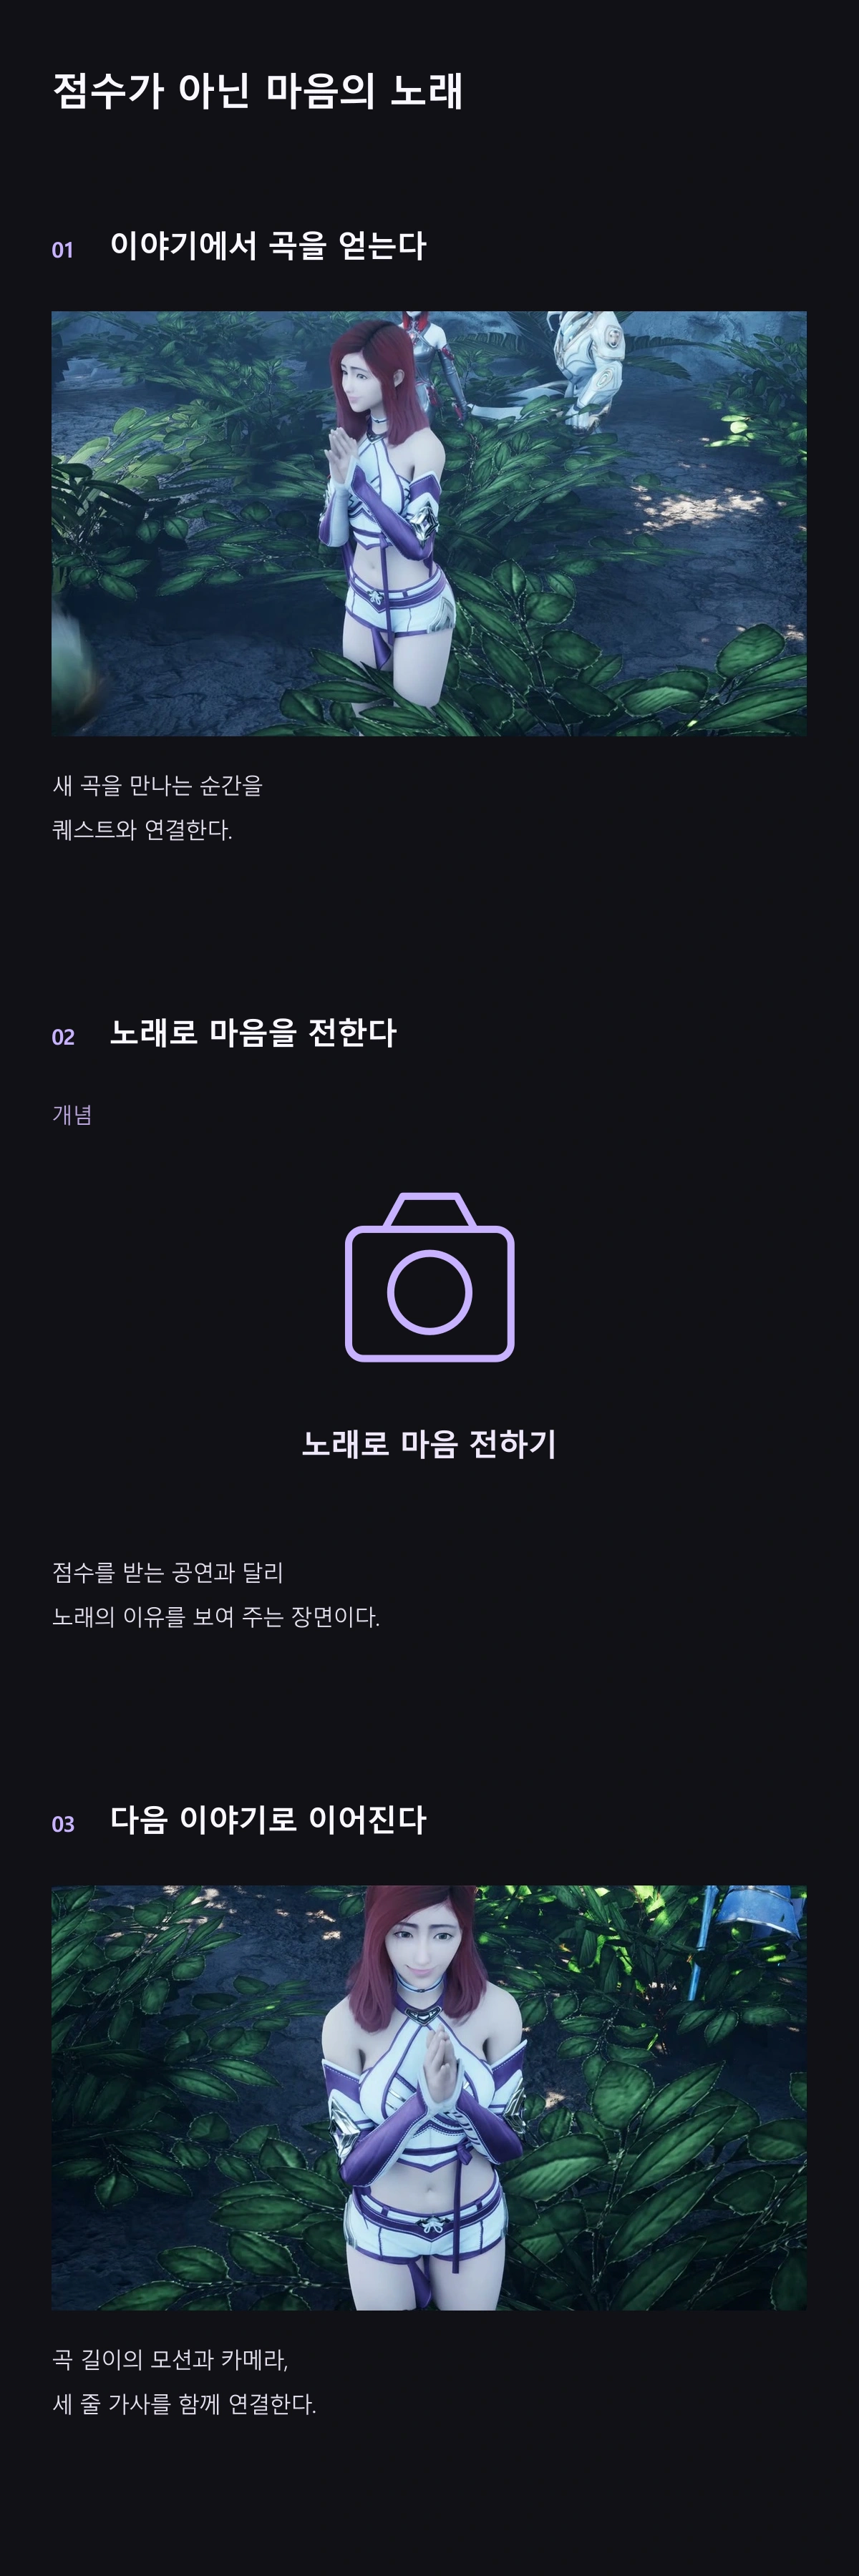 점수가 아닌 마음의 노래
01 이야기에서 곡을 얻는다
새 곡을 만나는 순간을
퀘스트와 연결한다.
02 노래로 마음을 전한다
개념
노래로 마음 전하기
점수를 받는 공연과 달리
노래의 이유를 보여 주는 장면이다.
03 다음 이야기로 이어진다
곡 길이의 모션과 카메라,
세 줄 가사를 함께 연결한다.